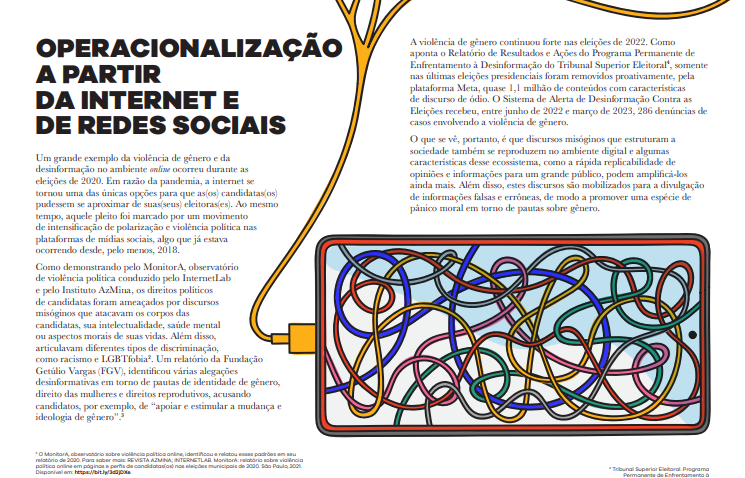 OPERACIONALIZAÇÃO
A PARTIR
DA INTERNET E
DE REDES SOCIAIS
Um grande exemplo da violência de gênero e da
desinformação no ambiente online ocorreu durante as
eleições de 2020. Em razão da pandemia, a internet se
tornou uma das únicas opções para que as(os) candidatas(os)
pudessem se aproximar de suas(seus) eleitoras(es). Ao mesmo
tempo, aquele pleito foi marcado por um movimento
de intensificação de polarização e violência política nas
plataformas de mídias sociais, algo que já estava
ocorrendo desde, pelo menos, 2018.
Como demonstrando pelo MonitorA, observatório
de violência política conduzido pelo InternetLab
e pelo Instituto AzMina, os direitos políticos
de candidatas foram ameaçados por discursos
misóginos que atacavam os corpos das
candidatas, sua intelectualidade, saúde mental
ou aspectos morais de suas vidas. Além disso,
articulavam diferentes tipos de discriminação,
como racismo e LGBTfobia². Um relatório da Fundação
Getúlio Vargas (FGV), identificou várias alegações
desinformativas em torno de pautas de identidade de gênero,
direito das mulheres e direitos reprodutivos, acusando
candidatos, por exemplo, de “apoiar e estimular a mudança e
ideologia de gênero”.³
A violência de gênero continuou forte nas eleições de 2022. Como
aponta o Relatório de Resultados e Ações do Programa Permanente de
Enfrentamento à Desinformação do Tribunal Superior Eleitoral⁴, somente
nas últimas eleições presidenciais foram removidos proativamente, pela
plataforma Meta, quase 1,1 milhão de conteúdos com características
de discurso de ódio. O Sistema de Alerta de Desinformação Contra as
Eleições recebeu, entre junho de 2022 e março de 2023, 286 denúncias de
casos envolvendo a violência de gênero.
O que se vê, portanto, é que discursos misóginos que estruturam a
sociedade também se reproduzem no ambiente digital e algumas
características desse ecossistema, como a rápida replicabilidade de
opiniões e informações para um grande público, podem amplificá-los
ainda mais. Além disso, estes discursos são mobilizados para a divulgação
de informações falsas e errôneas, de modo a promover uma espécie de
pânico moral em torno de pautas sobre gênero.
O MonitorA, observatório sobre violência política online, identificou e relatou esses padrões em seu
relatório de 2020. Para saber mais: REVISTA AZMINA; INTERNETLAB. MonitorA: relatório sobre violência
política online em páginas e perfis de candidatas(os) nas eleições municipais de 2020. São Paulo, 2021.
Disponível em:
⁴ Tribunal Superior Eleitoral. Programa
Permanente de Enfrentamento à